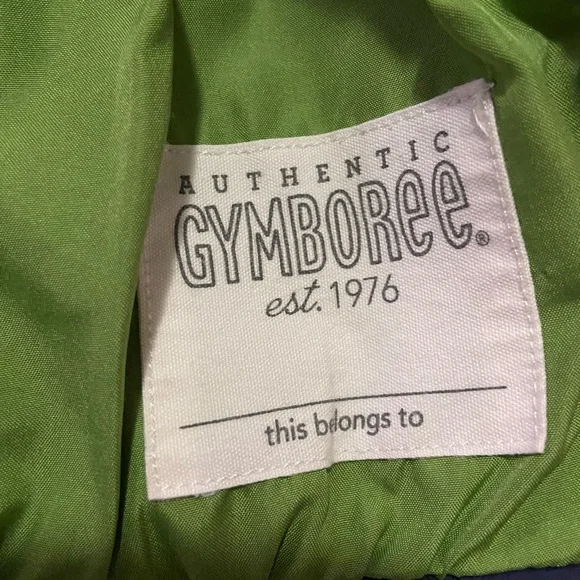 AUTHENTIC
GYMBOREE®
est. 1976
this belongs to